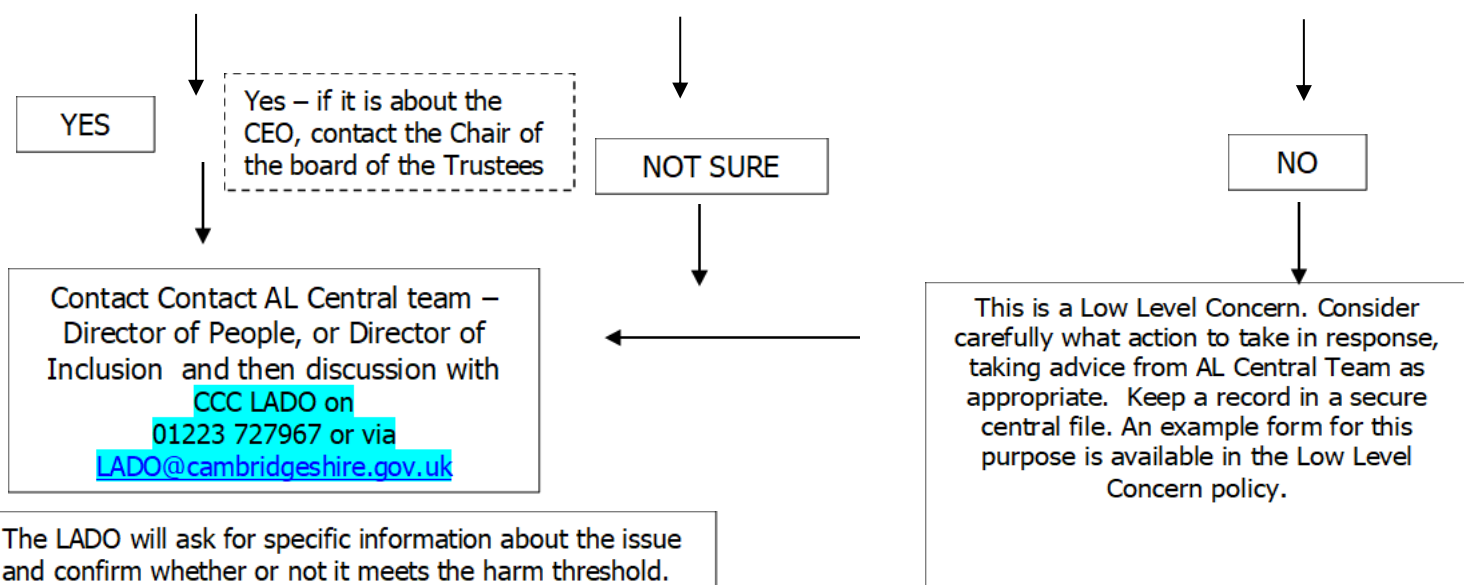 YES
Yes – if it is about the
CEO, contact the Chair of
the board of the Trustees
NOT SURE
NO
Contact Contact AL Central team –
Director of People, or Director of
Inclusion  and then discussion with
CCC LADO on
01223 727967 or via
LADO@cambridgeshire.gov.uk
This is a Low Level Concern. Consider
carefully what action to take in response,
taking advice from AL Central Team as
appropriate.  Keep a record in a secure
central file. An example form for this
purpose is available in the Low Level
Concern policy.
The LADO will ask for specific information about the issue
and confirm whether or not it meets the harm threshold.